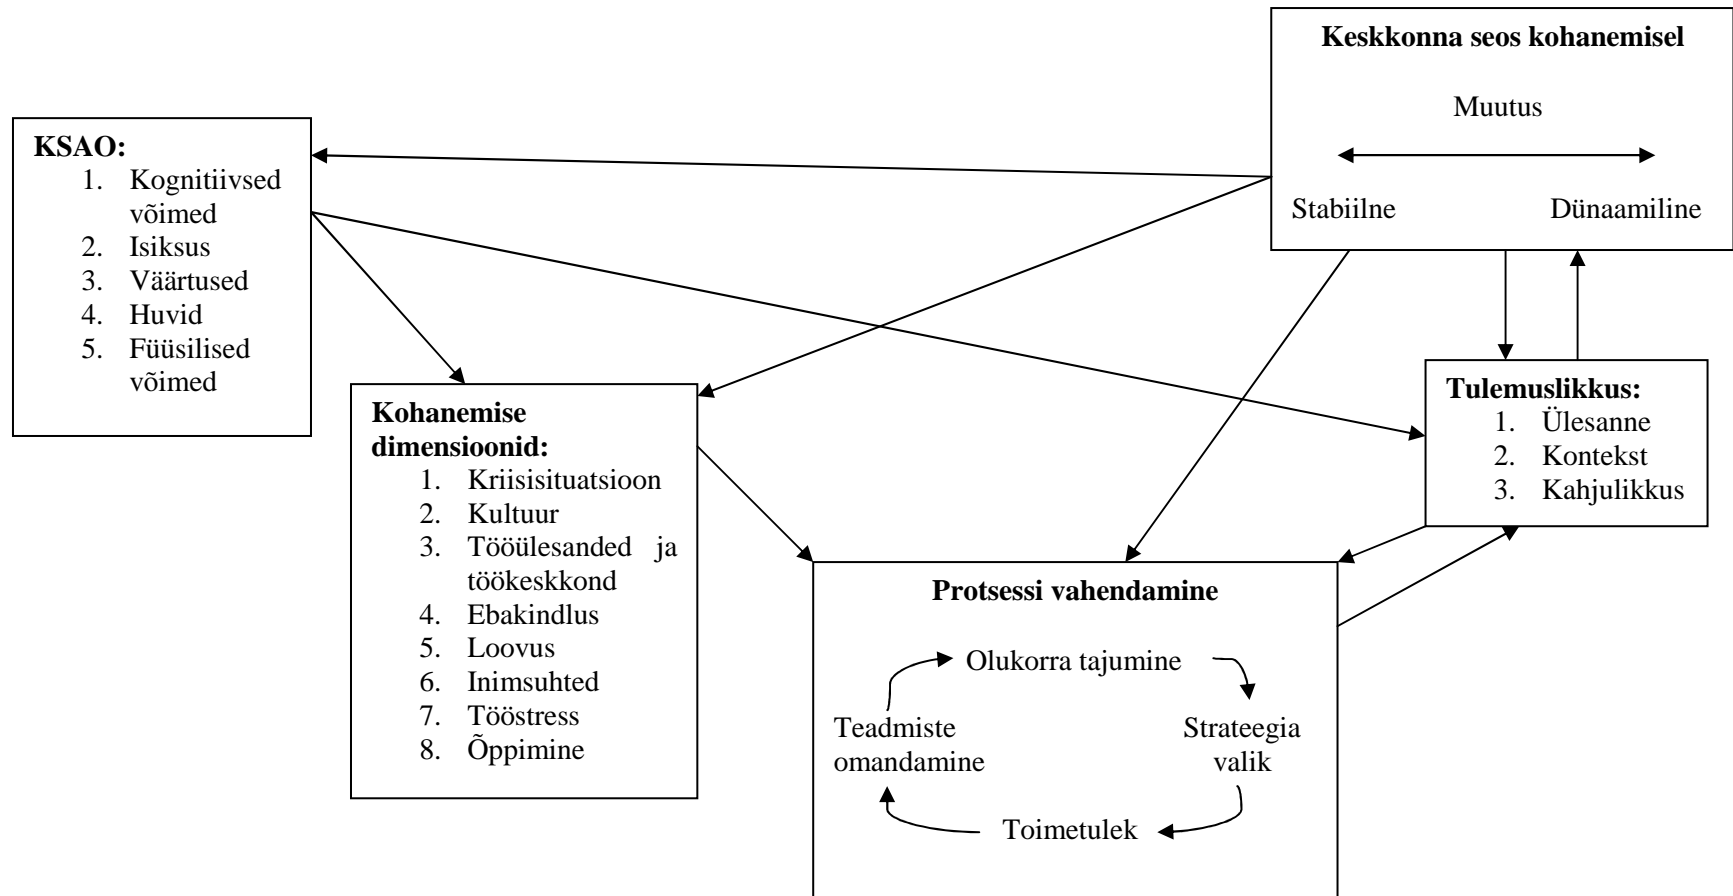 Keskkonna seos kohanemisel
Muutus
Stabiilne
Dünaamiline
KSAO:
1. Kognitiivsed
võimed
2. Isiksus
3. Väärtused
4. Huvid
5. Füüsilised
võimed
Kohanemise
dimensioonid:
1. Kriisisituatsioon
2. Kultuur
3. Tööülesanded ja
töökeskkond
4. Ebakindlus
5. Loovus
6. Inimsuhted
7. Tööstress
8. Õppimine
Tulemuslikkus:
1. Ülesanne
2. Kontekst
3. Kahjulikkus
Protsessi vahendamine
Olukorra tajumine
Strateegia
valik
Toimetulek
Teadmiste
omandamine